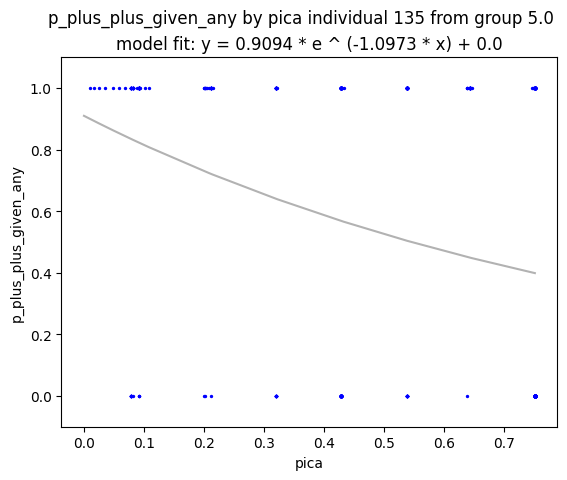 p_plus_plus_given_any by pica individual 135 from group 5.0
model fit: y = 0.9094 * e ^ (-1.0973 * x) + 0.0
1.0
0.8
0.6
0.4
0.2
0.0
p_plus_plus_given_any
0.0 0.1 0.2 0.3 0.4 0.5 0.6 0.7
pica